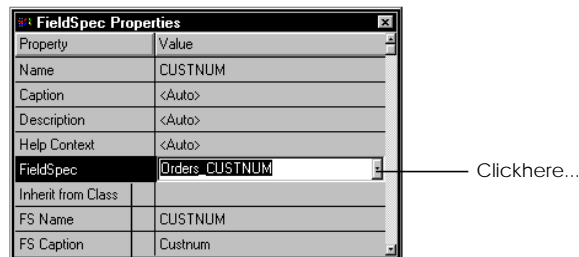 FieldSpec Properties
Property Value
Name CUSTNUM
Caption <Auto>
Description <Auto>
Help Context <Auto>
FieldSpec Orders_CUSTNUM
Clickhere...
Inherit from Class
FS Name CUSTNUM
FS Caption Custnum